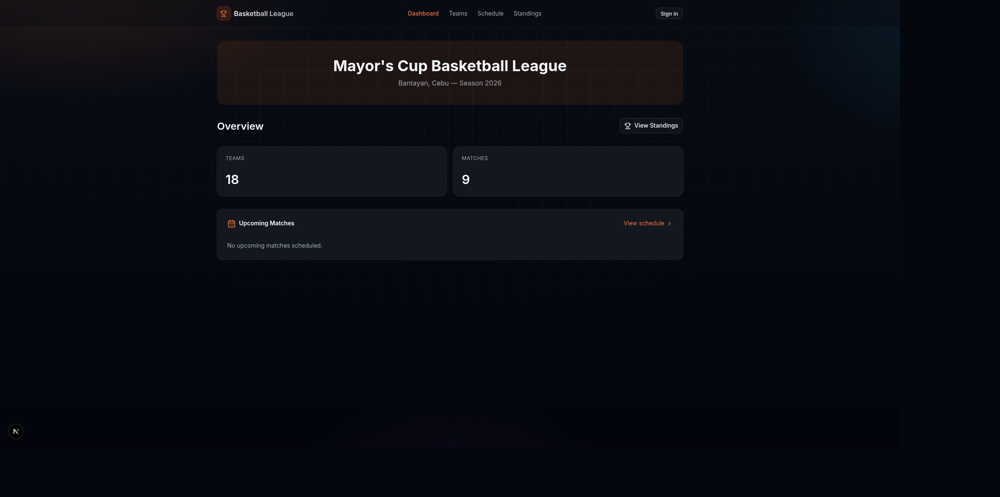 Basketball League
Dashboard Teams Schedule Standings
Sign in
Mayor's Cup Basketball League
Bantayan, Cebu — Season 2026
Overview
View Standings
TEAMS
18
MATCHES
9
Upcoming Matches
View schedule
No upcoming matches scheduled.
N